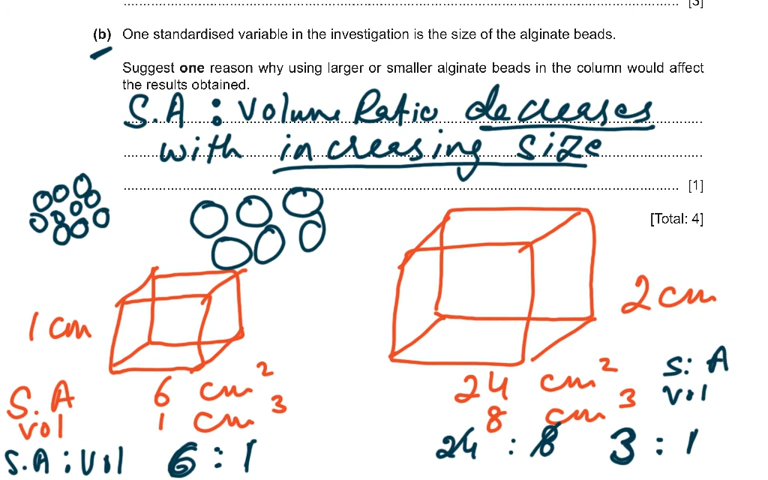 [3]
(b) One standardised variable in the investigation is the size of the alginate beads.
Suggest one reason why using larger or smaller alginate beads in the column would affect
the results obtained.
S.A : Volume Ratio decreases
with increasing size
[1]
[Total: 4]
1 cm
2 cm
S.A 6 cm² 24 cm² S:A
vol 1 cm³ 8 cm³ vol
S.A:Vol 6:1 24:8 3:1